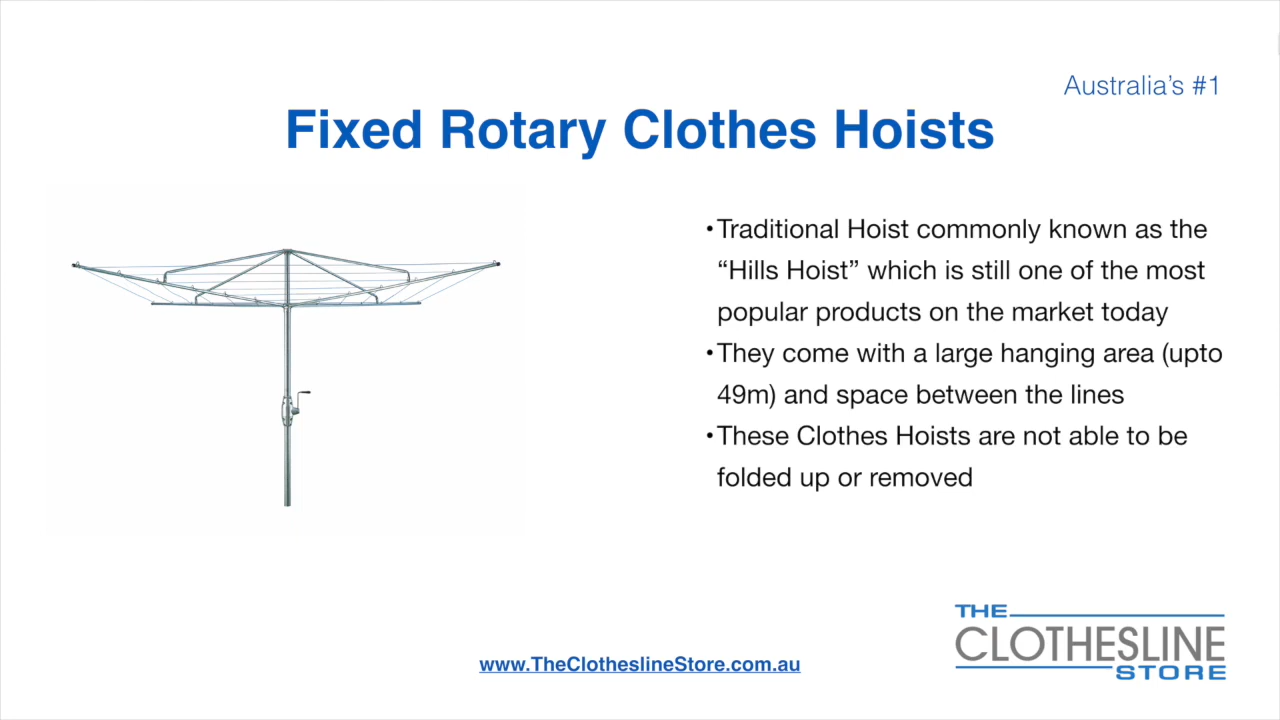 Australia's #1
Fixed Rotary Clothes Hoists
•Traditional Hoist commonly known as the
“Hills Hoist” which is still one of the most
popular products on the market today
•They come with a large hanging area (upto
49m) and space between the lines
•These Clothes Hoists are not able to be
folded up or removed
THE
CLOTHESLINE
STORE
www.TheClotheslineStore.com.au